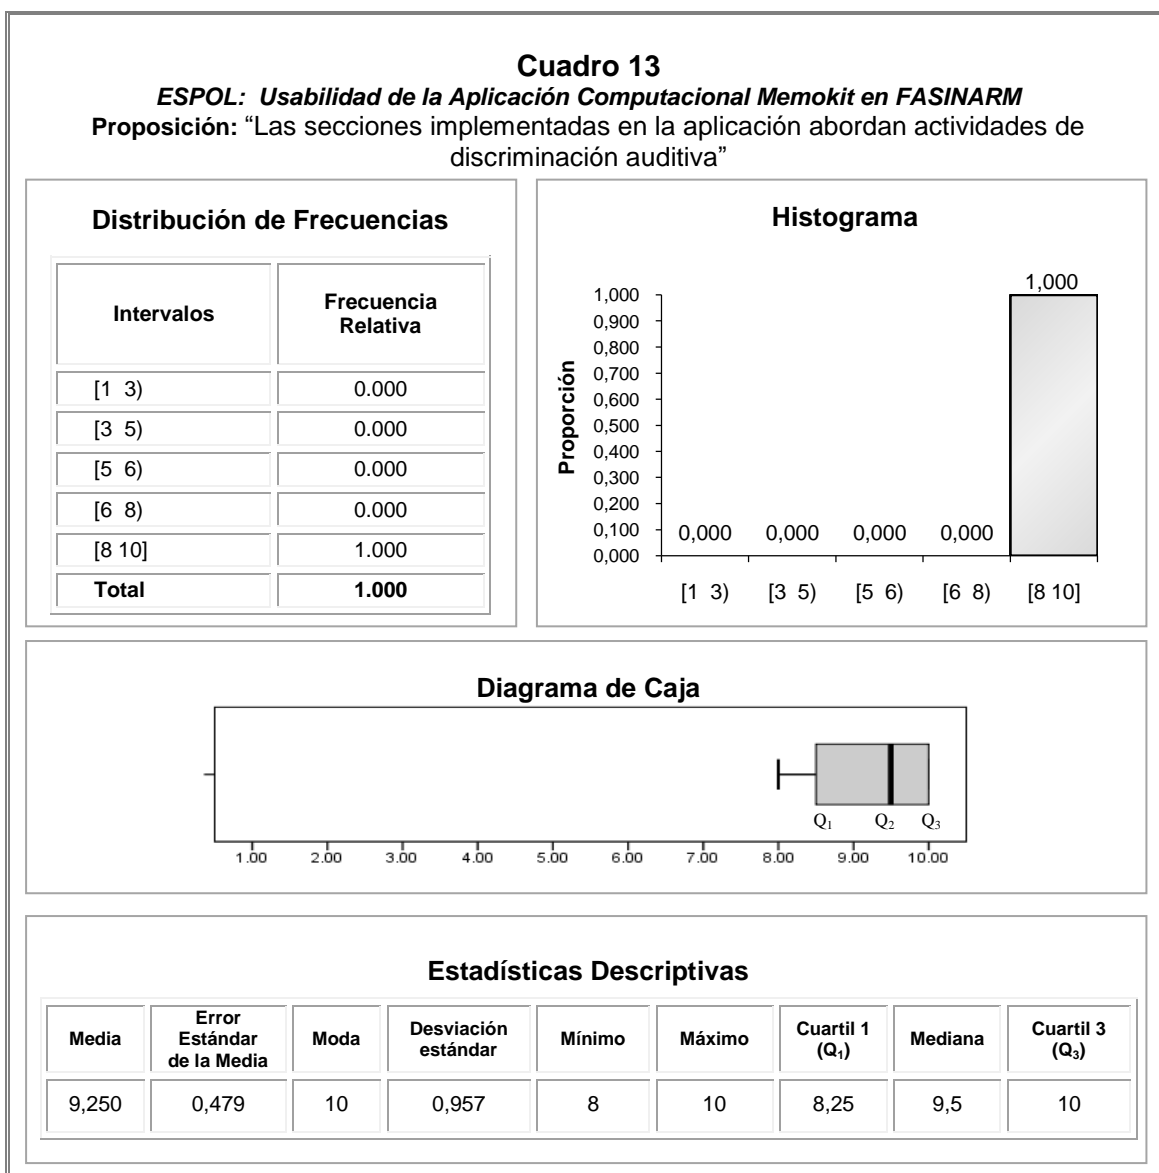 Cuadro 13
ESPOL: Usabilidad de la Aplicación Computacional Memokit en FASINARM
Proposición: “Las secciones implementadas en la aplicación abordan actividades de
discriminación auditiva”
Distribución de Frecuencias
Intervalos Frecuencia Relativa
[1 3) 0.000
[3 5) 0.000
[5 6) 0.000
[6 8) 0.000
[8 10] 1.000
Total 1.000
Histograma
Proporción
1,000
0,900
0,800
0,700
0,600
0,500
0,400
0,300
0,200
0,100
0,000
0,000 0,000 0,000 0,000 1,000
[1 3) [3 5) [5 6) [6 8) [8 10]
Diagrama de Caja
Q1 Q2 Q3
1.00 2.00 3.00 4.00 5.00 6.00 7.00 8.00 9.00 10.00
Estadísticas Descriptivas
Media Error Estándar de la Media Moda Desviación estándar Mínimo Máximo Cuartil 1 (Q1) Mediana Cuartil 3 (Q3)
9,250 0,479 10 0,957 8 10 8,25 9,5 10